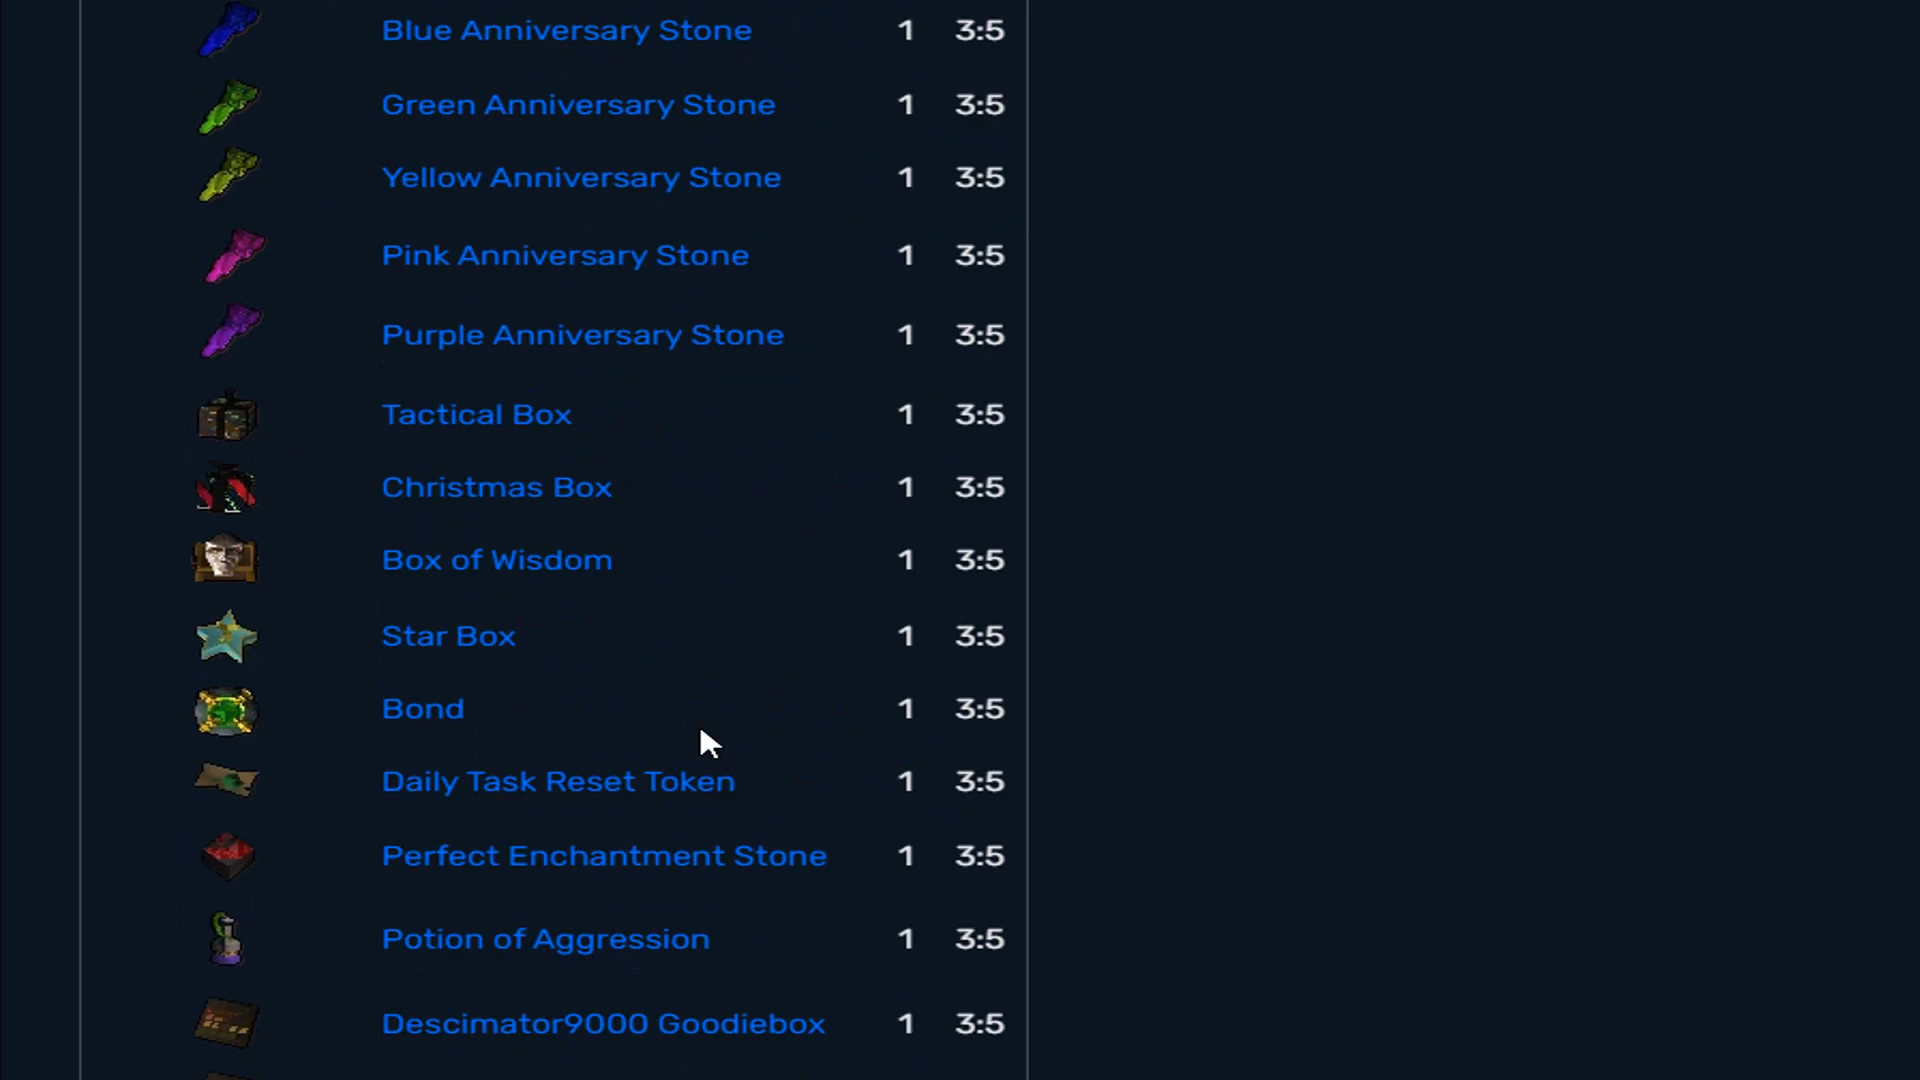 Blue Anniversary Stone 1 3:5
Green Anniversary Stone 1 3:5
Yellow Anniversary Stone 1 3:5
Pink Anniversary Stone 1 3:5
Purple Anniversary Stone 1 3:5
Tactical Box 1 3:5
Christmas Box 1 3:5
Box of Wisdom 1 3:5
Star Box 1 3:5
Bond 1 3:5
Daily Task Reset Token 1 3:5
Perfect Enchantment Stone 1 3:5
Potion of Aggression 1 3:5
Descimator9000 Goodiebox 1 3:5